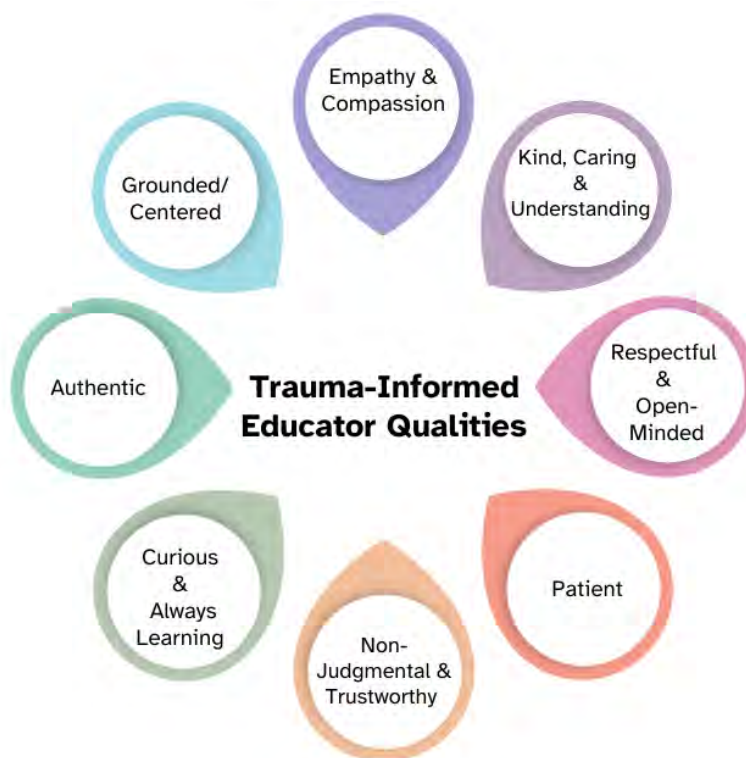 Empathy &
Compassion
Kind, Caring
&
Understanding
Respectful
&
Open-
Minded
Patient
Non-
Judgmental &
Trustworthy
Curious
&
Always
Learning
Authentic
Grounded/
Centered
Trauma-Informed
Educator Qualities